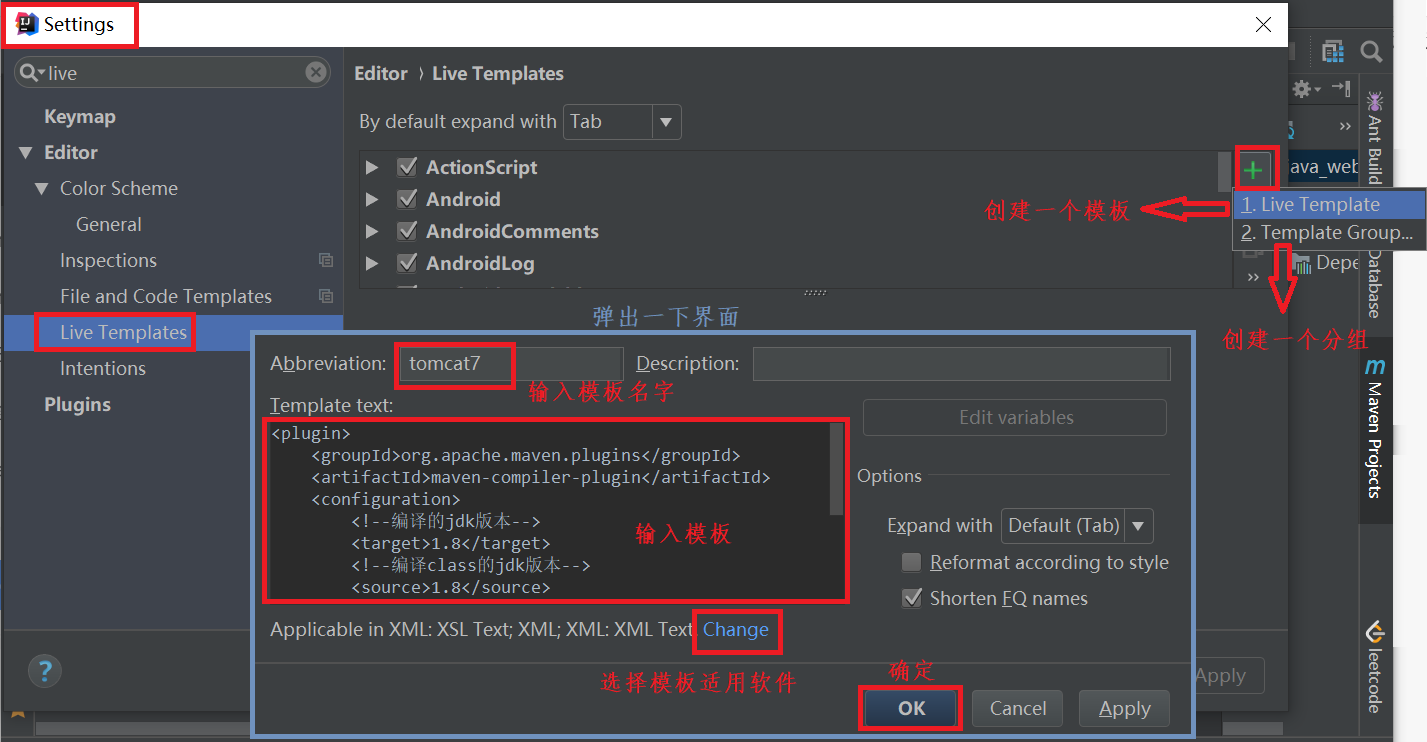 Settings
live
Keymap
Editor
Color Scheme
General
Inspections
File and Code Templates
Live Templates
Intentions
Plugins
Editor › Live Templates
By default expand with Tab
ActionScript
Android
AndroidComments
AndroidLog
创建一个模板
1. Live Template
2. Template Group...
创建一个分组
java_web
Depe
Ant Build
Database
Maven Projects
leetcode
弹出一下界面
Abbreviation: tomcat7 Description:
输入模板名字
Template text:
<plugin>
<groupId>org.apache.maven.plugins</groupId>
<artifactId>maven-compiler-plugin</artifactId>
<configuration>
<!--编译的jdk版本-->
<target>1.8</target>
<!--编译class的jdk版本-->
<source>1.8</source>
输入模板
Edit variables
Options
Expand with Default (Tab)
Reformat according to style
Shorten FQ names
Applicable in XML: XSL Text; XML; XML: XML Text Change
选择模板适用软件
确定
OK Cancel Apply
Apply
?